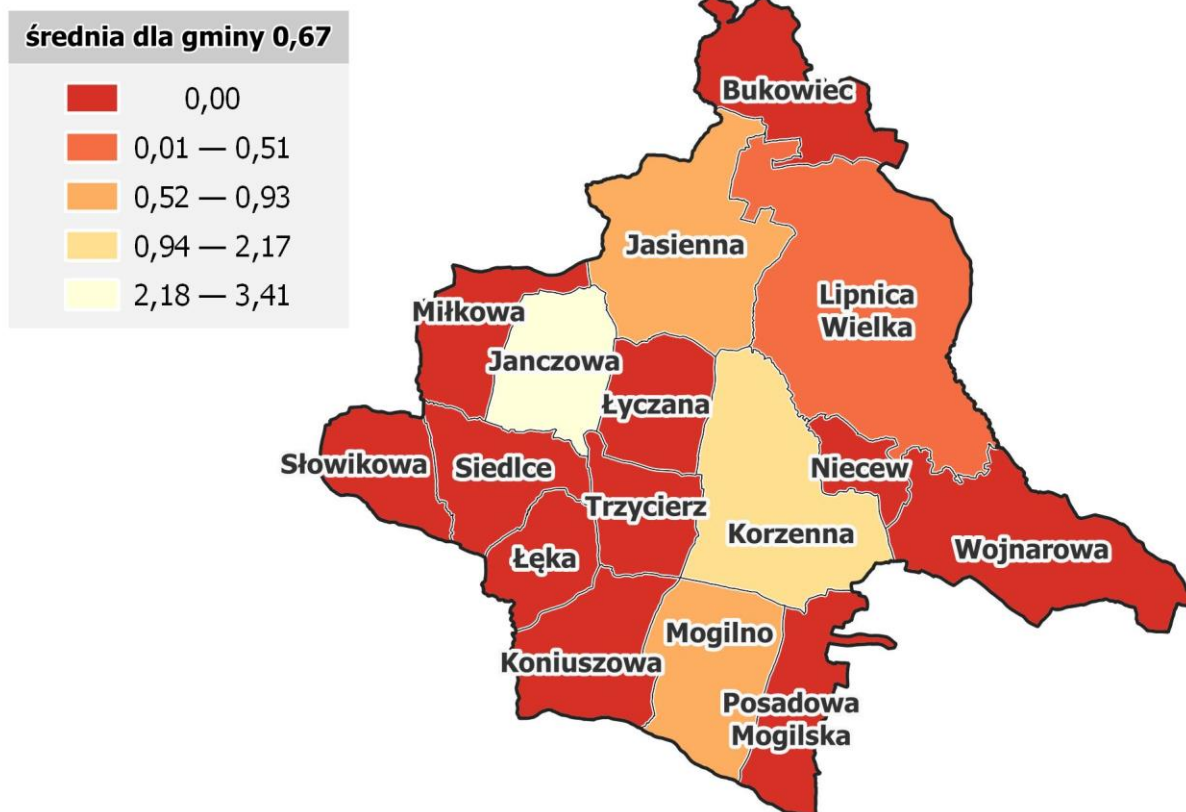 średnia dla gminy 0,67
0,00
0,01 — 0,51
0,52 — 0,93
0,94 — 2,17
2,18 — 3,41
Bukowiec
Jasienna
Lipnica
Wielka
Miłkowa
Janczowa
Łyczana
Słowikowa
Siedlce
Niecew
Trzycierz
Korzenna
Wojnarowa
Łęka
Mogilno
Koniuszowa
Posadowa
Mogilska